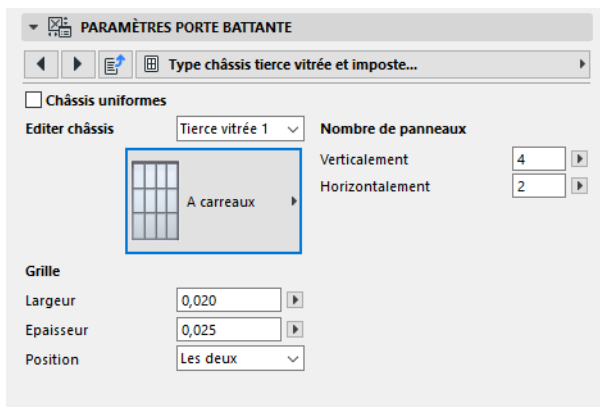 PARAMÈTRES PORTE BATTANTE
Type châssis tierce vitrée et imposte...
Châssis uniformes
Editer châssis Tierce vitrée 1 Nombre de panneaux
Verticalement 4
A carreaux
Horizontalement 2
Grille
Largeur 0,020
Epaisseur 0,025
Position Les deux